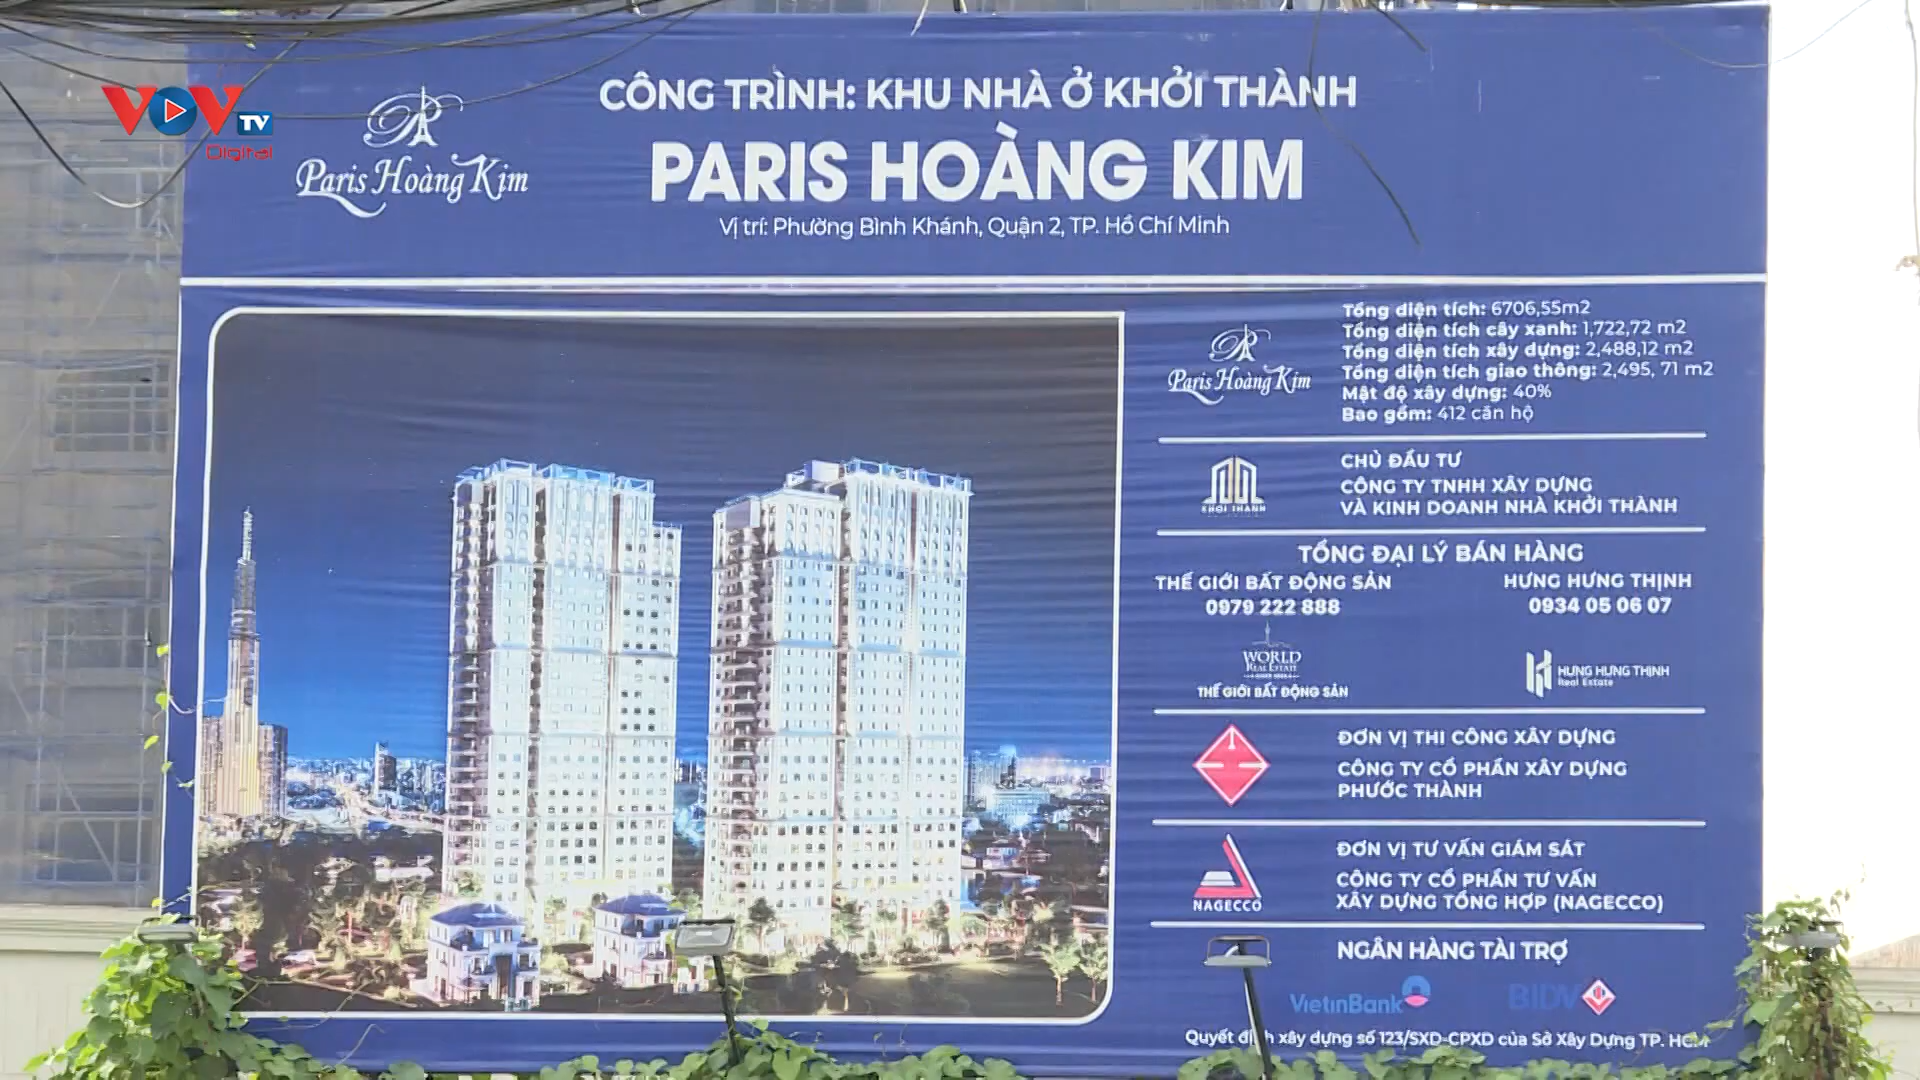 VOV TV
Digital
Paris Hoàng Kim
CÔNG TRÌNH: KHU NHÀ Ở KHỞI THÀNH
PARIS HOÀNG KIM
Vị trí: Phường Bình Khánh, Quận 2, TP. Hồ Chí Minh
Paris Hoàng Kim
Tổng diện tích: 6706,55m2
Tổng diện tích cây xanh: 1,722,72 m2
Tổng diện tích xây dựng: 2,488,12 m2
Tổng diện tích giao thông: 2,495, 71 m2
Mật độ xây dựng: 40%
Bao gồm: 412 căn hộ
KHỞI THÀNH
CHỦ ĐẦU TƯ
CÔNG TY TNHH XÂY DỰNG
VÀ KINH DOANH NHÀ KHỞI THÀNH
TỔNG ĐẠI LÝ BÁN HÀNG
THẾ GIỚI BẤT ĐỘNG SẢN
0979 222 888
WORLD
REAL ESTATE
THẾ GIỚI BẤT ĐỘNG SẢN
HƯNG HƯNG THỊNH
0934 05 06 07
HƯNG HƯNG THỊNH
Real Estate
ĐƠN VỊ THI CÔNG XÂY DỰNG
CÔNG TY CỔ PHẦN XÂY DỰNG
PHƯỚC THÀNH
NAGECCO
ĐƠN VỊ TƯ VẤN GIÁM SÁT
CÔNG TY CỔ PHẦN TƯ VẤN
XÂY DỰNG TỔNG HỢP (NAGECCO)
NGÂN HÀNG TÀI TRỢ
VietinBank
BIDV
Quyết định xây dựng số 123/SXD-CPXD của Sở Xây Dựng TP. HCM